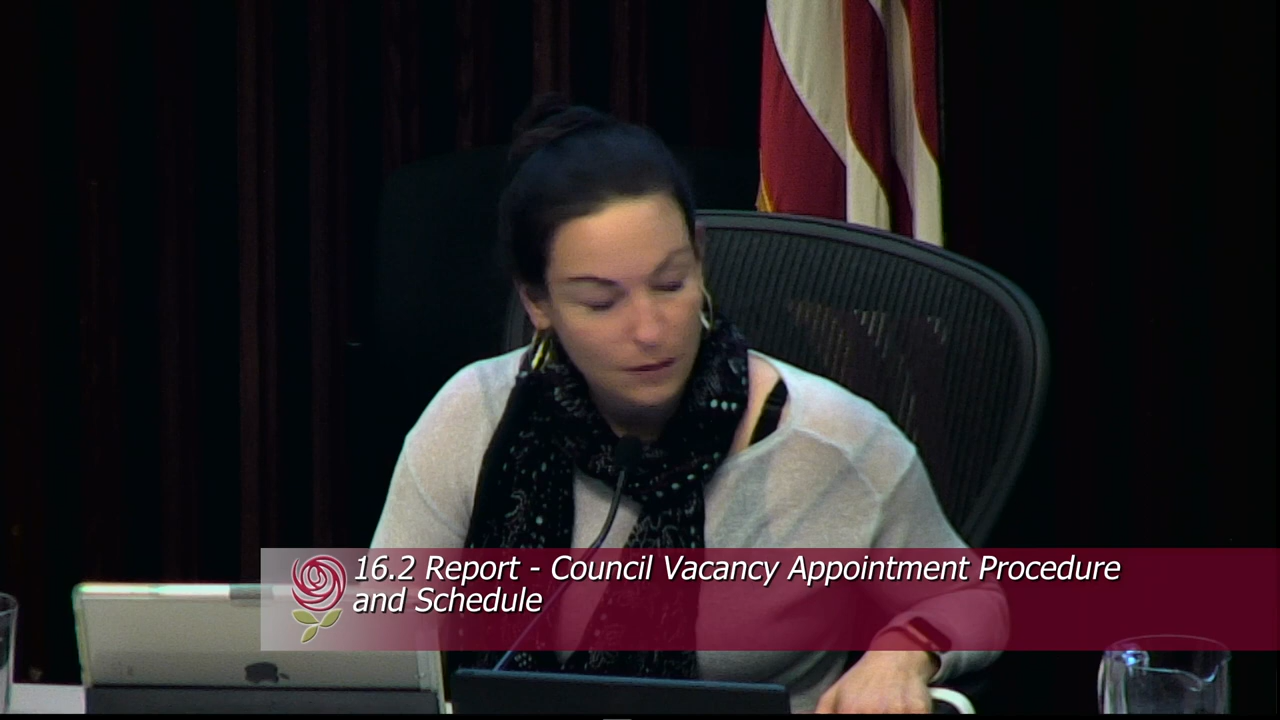 16.2 Report - Council Vacancy Appointment Procedure
and Schedule